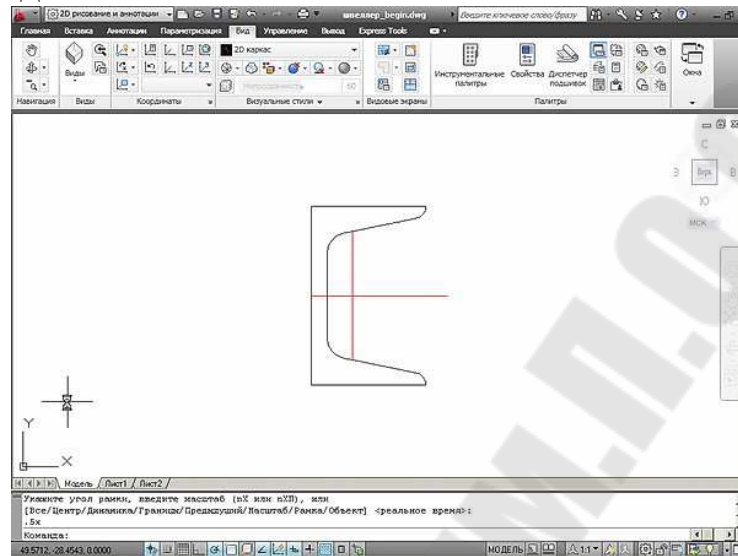 2D рисование и аннотации
швеллер_begin.dwg
Введите ключевое слово/фразу
Главная Вставка Аннотации Параметризация Вид Управление Вывод Express Tools
2D каркас
Виды
Непрозрачность 60
Инструментальные палитры
Свойства
Диспетчер подшивок
Окна
Навигация Виды Координаты Визуальные стили Видовые экраны Палитры
С
З Верх В
Ю
МСК
Y
X
Модель Лист1 Лист2
Укажите угол рамки, введите масштаб (nX или nXЛ), или
[Все/Центр/Динамика/Границы/Предыдущий/Масштаб/Рамка/Объект] <реальное время>:
.5x
Команда:
49.5712, -28.4543, 0.0000
МОДЕЛЬ
1:1